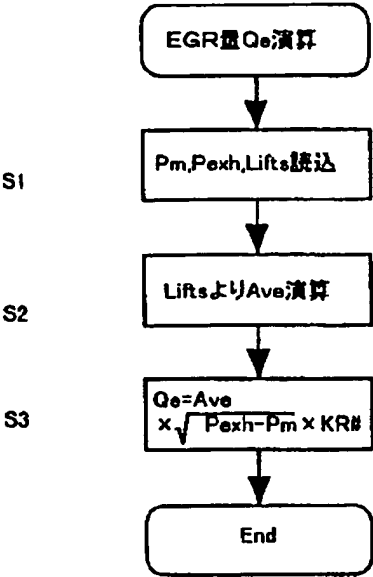 EGR量Qe演算
S1
Pm,Pexh,Lifts読込
S2
LiftsよりAve演算
S3
Qe=Ave
×√Pexh-Pm×KR#
End